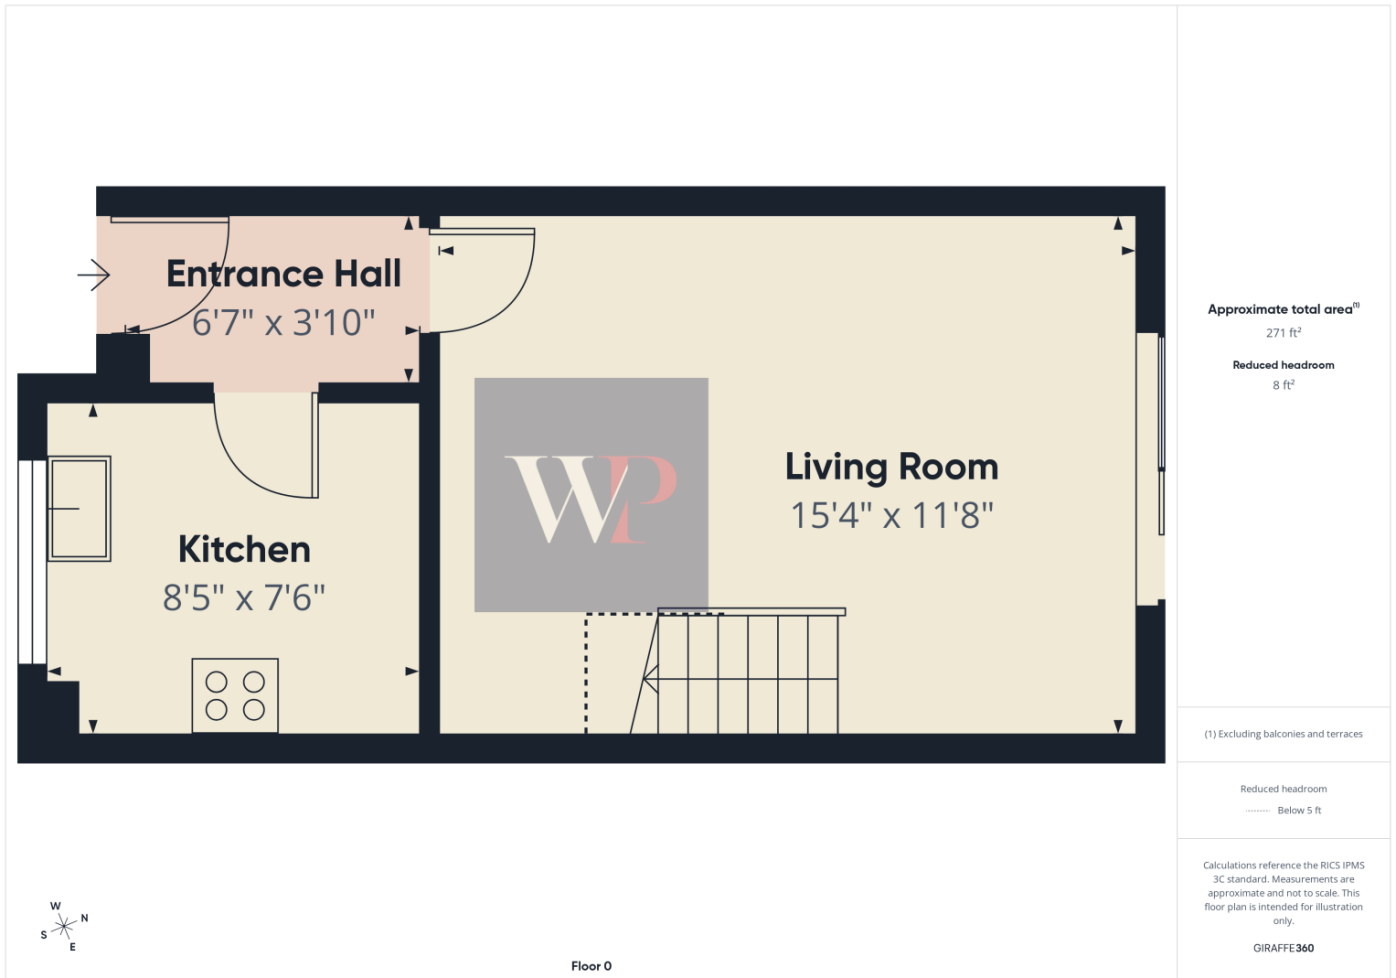 Entrance Hall
6'7" x 3'10"
Living Room
15'4" x 11'8"
WP
Kitchen
8'5" x 7'6"
W
N
S
E
Floor 0
Approximate total area(1)
271 ft²
Reduced headroom
8 ft²
(1) Excluding balconies and terraces
Reduced headroom
Below 5 ft
Calculations reference the RICS IPMS
3C standard. Measurements are
approximate and not to scale. This
floor plan is intended for illustration
only.
GIRAFFE360